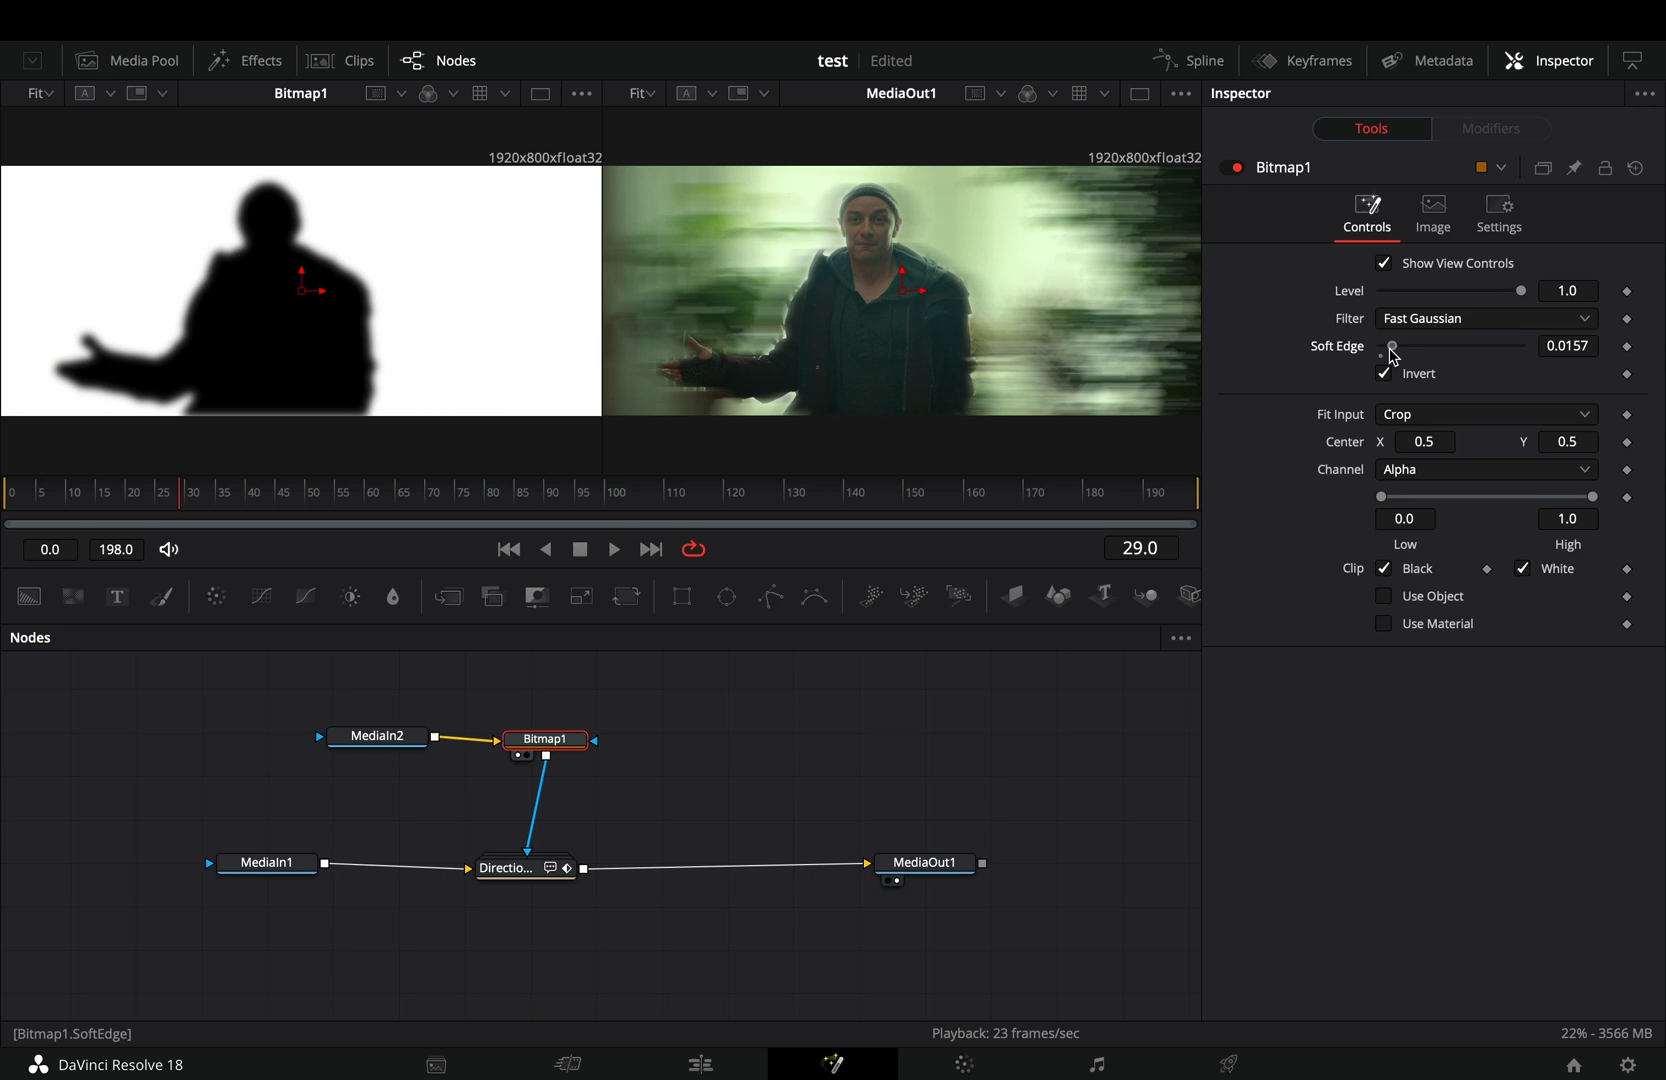 Media Pool Effects Clips Nodes test Edited Spline Keyframes Metadata Inspector
Fit A Bitmap1 Fit A MediaOut1 Inspector
Tools Modifiers
1920x800xfloat32 1920x800xfloat32
Bitmap1
Controls Image Settings
Show View Controls
Level 1.0
Filter Fast Gaussian
Soft Edge 0.0157
Invert
Fit Input Crop
Center X 0.5 Y 0.5
Channel Alpha
0.0 1.0
Low High
Clip Black White
Use Object
Use Material
0 5 10 15 20 25 30 35 40 45 50 55 60 65 70 75 80 85 90 95 100 110 120 130 140 150 160 170 180 190
0.0 198.0 29.0
T T
Nodes
MediaIn2 Bitmap1
MediaIn1 Directio... MediaOut1
[Bitmap1.SoftEdge] Playback: 23 frames/sec 22% - 3566 MB
DaVinci Resolve 18